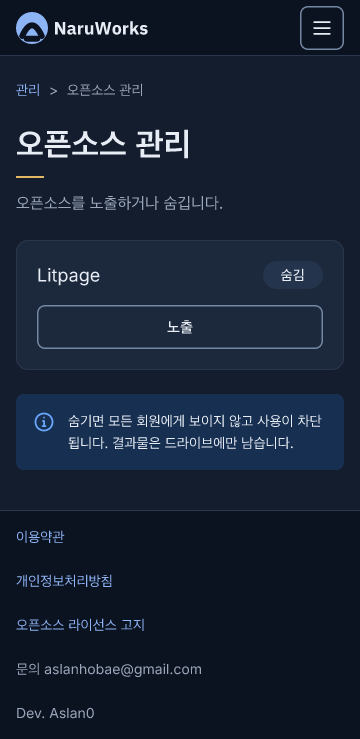 NaruWorks
관리 > 오픈소스 관리
오픈소스 관리
오픈소스를 노출하거나 숨깁니다.
Litpage 숨김
노출
숨기면 모든 회원에게 보이지 않고 사용이 차단
됩니다. 결과물은 드라이브에만 남습니다.
이용약관
개인정보처리방침
오픈소스 라이선스 고지
문의 aslanhobae@gmail.com
Dev. Aslan0